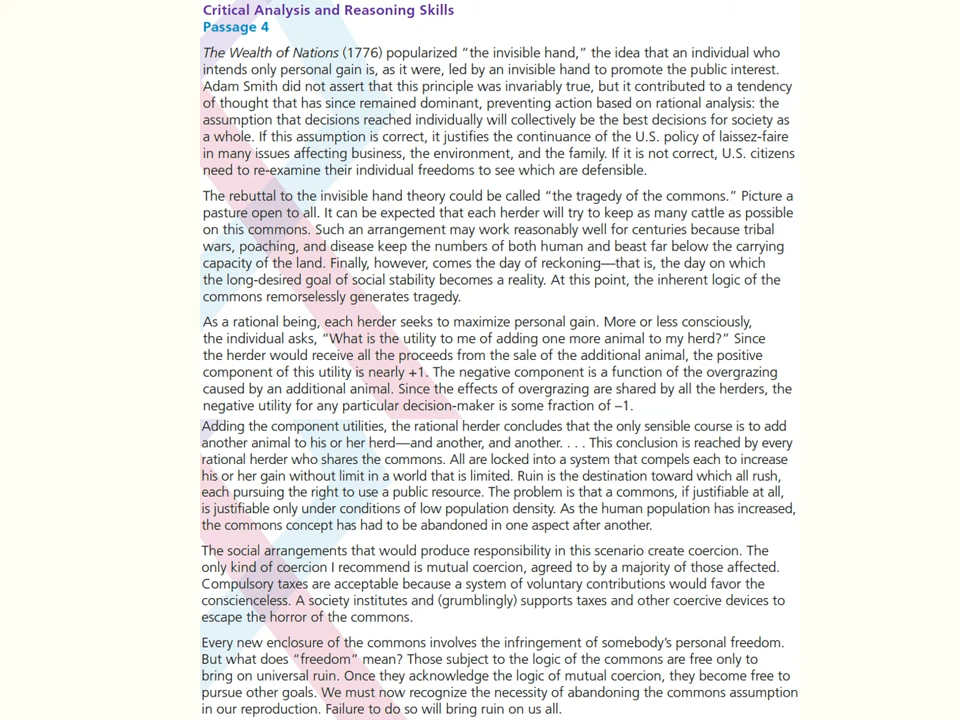 Critical Analysis and Reasoning Skills
Passage 4
The Wealth of Nations (1776) popularized “the invisible hand,” the idea that an individual who
intends only personal gain is, as it were, led by an invisible hand to promote the public interest.
Adam Smith did not assert that this principle was invariably true, but it contributed to a tendency
of thought that has since remained dominant, preventing action based on rational analysis: the
assumption that decisions reached individually will collectively be the best decisions for society as
a whole. If this assumption is correct, it justifies the continuance of the U.S. policy of laissez-faire
in many issues affecting business, the environment, and the family. If it is not correct, U.S. citizens
need to re-examine their individual freedoms to see which are defensible.
The rebuttal to the invisible hand theory could be called “the tragedy of the commons.” Picture a
pasture open to all. It can be expected that each herder will try to keep as many cattle as possible
on this commons. Such an arrangement may work reasonably well for centuries because tribal
wars, poaching, and disease keep the numbers of both human and beast far below the carrying
capacity of the land. Finally, however, comes the day of reckoning—that is, the day on which
the long-desired goal of social stability becomes a reality. At this point, the inherent logic of the
commons remorselessly generates tragedy.
As a rational being, each herder seeks to maximize personal gain. More or less consciously,
the individual asks, “What is the utility to me of adding one more animal to my herd?” Since
the herder would receive all the proceeds from the sale of the additional animal, the positive
component of this utility is nearly +1. The negative component is a function of the overgrazing
caused by an additional animal. Since the effects of overgrazing are shared by all the herders, the
negative utility for any particular decision-maker is some fraction of –1.
Adding the component utilities, the rational herder concludes that the only sensible course is to add
another animal to his or her herd—and another, and another. . . . This conclusion is reached by every
rational herder who shares the commons. All are locked into a system that compels each to increase
his or her gain without limit in a world that is limited. Ruin is the destination toward which all rush,
each pursuing the right to use a public resource. The problem is that a commons, if justifiable at all,
is justifiable only under conditions of low population density. As the human population has increased,
the commons concept has had to be abandoned in one aspect after another.
The social arrangements that would produce responsibility in this scenario create coercion. The
only kind of coercion I recommend is mutual coercion, agreed to by a majority of those affected.
Compulsory taxes are acceptable because a system of voluntary contributions would favor the
conscienceless. A society institutes and (grumblingly) supports taxes and other coercive devices to
escape the horror of the commons.
Every new enclosure of the commons involves the infringement of somebody’s personal freedom.
But what does “freedom” mean? Those subject to the logic of the commons are free only to
bring on universal ruin. Once they acknowledge the logic of mutual coercion, they become free to
pursue other goals. We must now recognize the necessity of abandoning the commons assumption
in our reproduction. Failure to do so will bring ruin on us all.